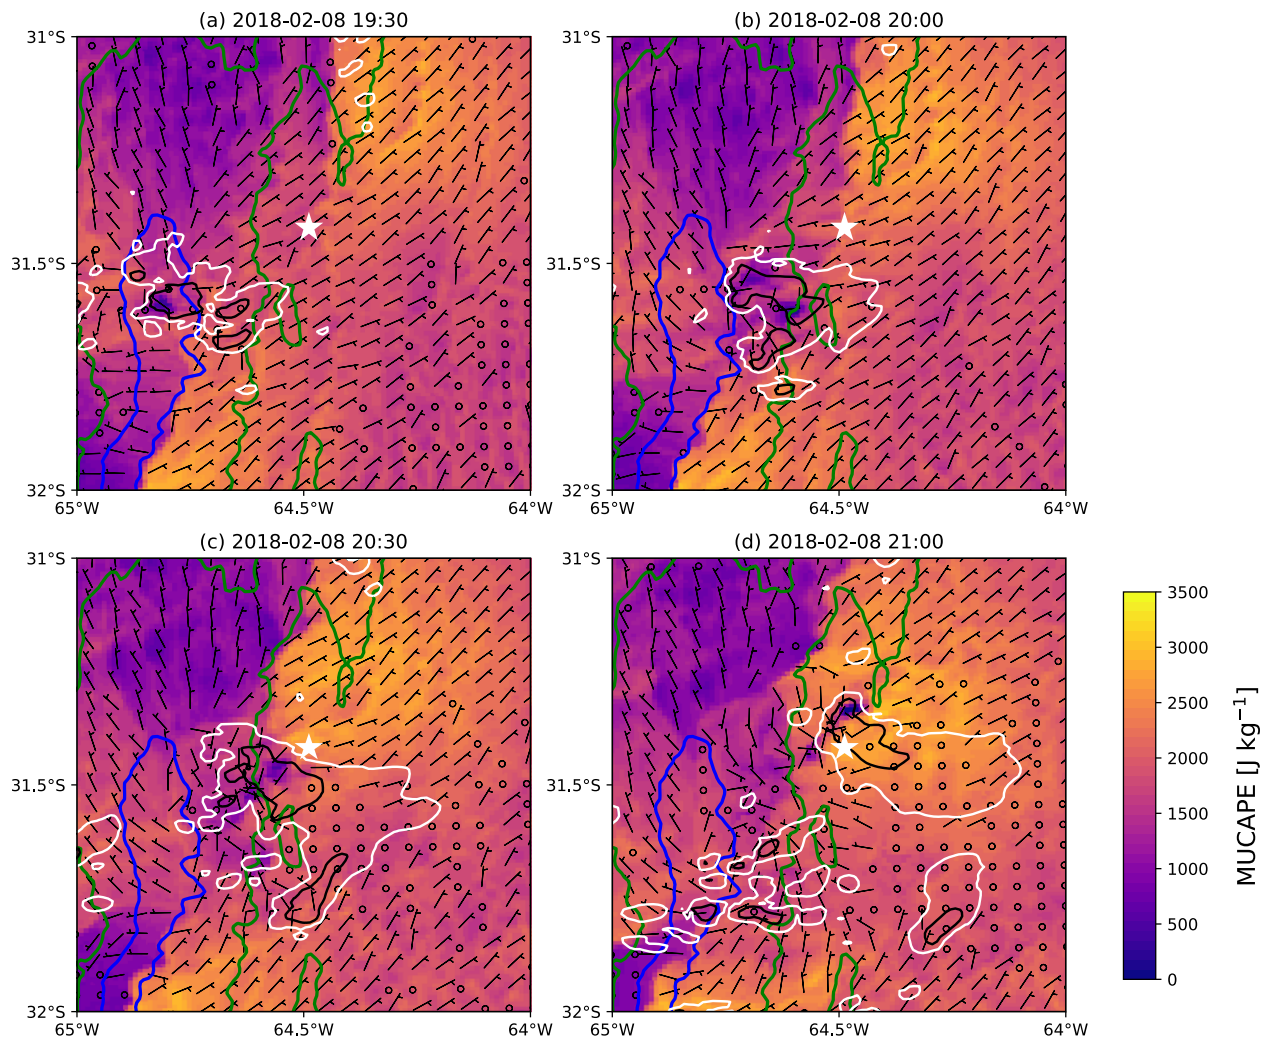 (a) 2018-02-08 19:30
(b) 2018-02-08 20:00
31°S
31.5°S
32°S
65°W
64.5°W
64°W
31°S
31.5°S
32°S
65°W
64.5°W
64°W
(c) 2018-02-08 20:30
(d) 2018-02-08 21:00
31°S
31.5°S
32°S
65°W
64.5°W
64°W
31°S
31.5°S
32°S
65°W
64.5°W
64°W
3500
3000
2500
2000
1500
1000
500
0
MUCAPE [J kg⁻¹]